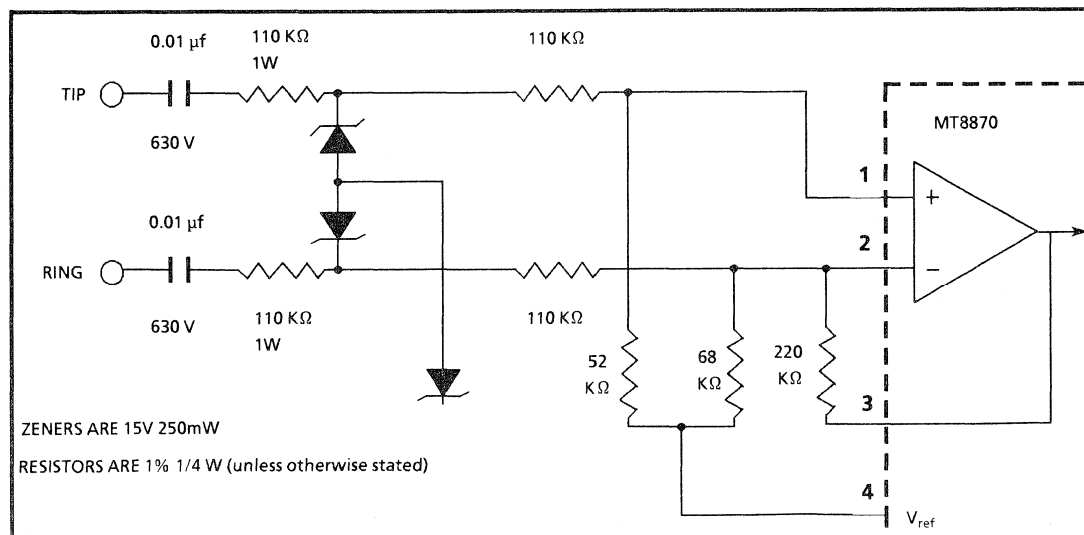 0.01 µf
110 KΩ
1W
110 KΩ
TIP
630 V
MT8870
1
+
0.01 µf
2
−
RING
110 KΩ
1W
110 KΩ
630 V
52
KΩ
68
KΩ
220
KΩ
3
ZENERS ARE 15V 250mW
RESISTORS ARE 1% 1/4 W (unless otherwise stated)
4
Vref